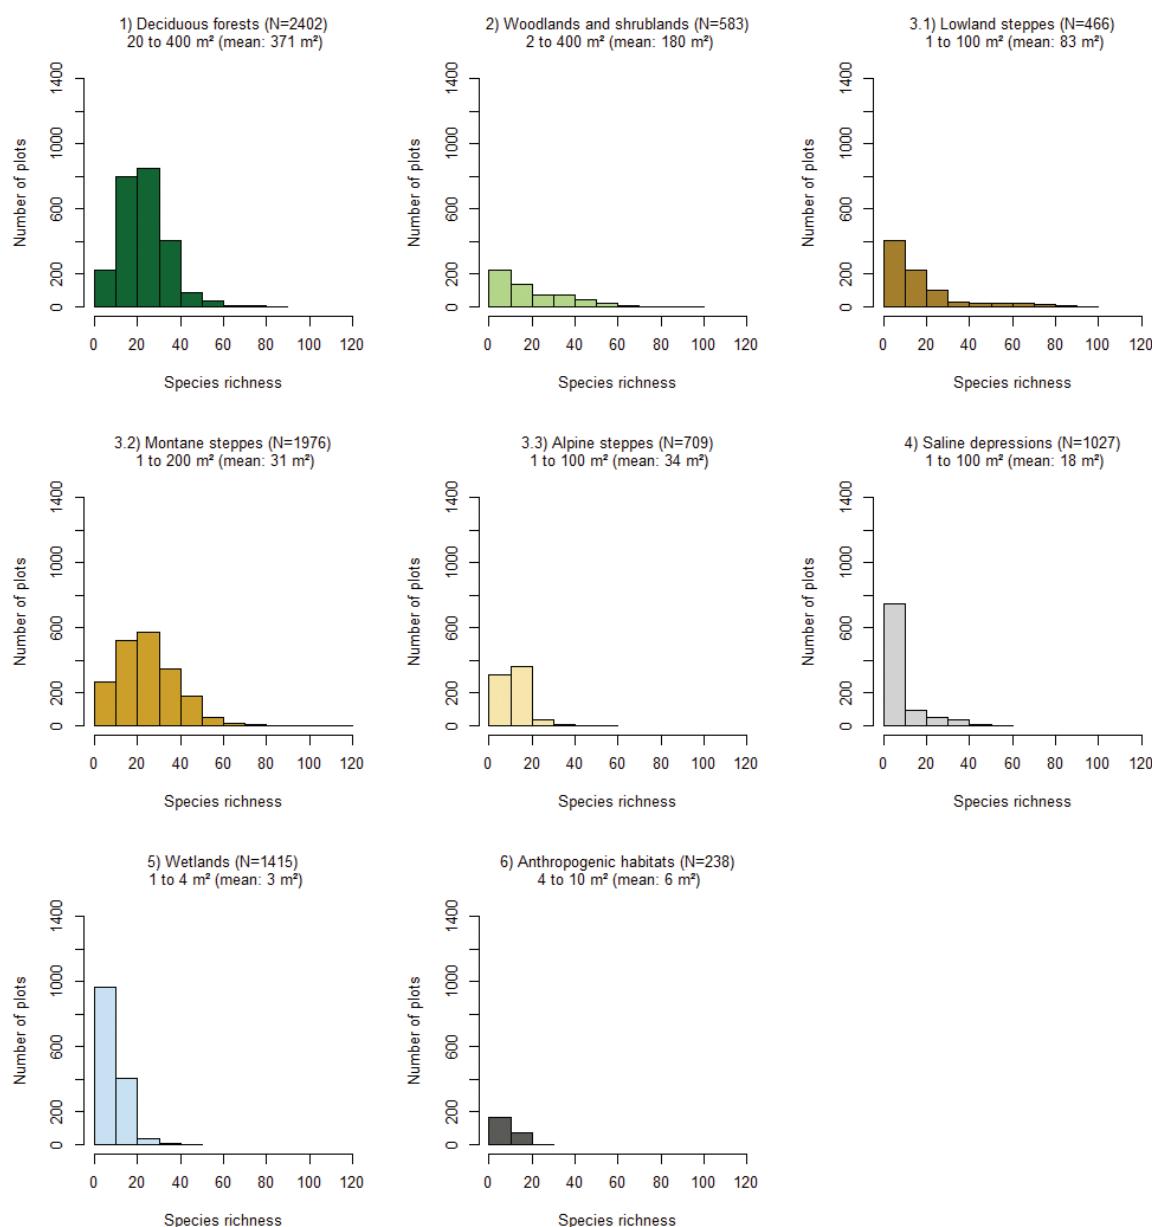 1) Deciduous forests (N=2402)
20 to 400 m² (mean: 371 m²)
1400
1000
600
200
0
Number of plots
0 20 40 60 80 100 120
Species richness
2) Woodlands and shrublands (N=583)
2 to 400 m² (mean: 180 m²)
1400
1000
600
200
0
Number of plots
0 20 40 60 80 100 120
Species richness
3.1) Lowland steppes (N=466)
1 to 100 m² (mean: 83 m²)
1400
1000
600
200
0
Number of plots
0 20 40 60 80 100 120
Species richness
3.2) Montane steppes (N=1976)
1 to 200 m² (mean: 31 m²)
1400
1000
600
200
0
Number of plots
0 20 40 60 80 100 120
Species richness
3.3) Alpine steppes (N=709)
1 to 100 m² (mean: 34 m²)
1400
1000
600
200
0
Number of plots
0 20 40 60 80 100 120
Species richness
4) Saline depressions (N=1027)
1 to 100 m² (mean: 18 m²)
1400
1000
600
200
0
Number of plots
0 20 40 60 80 100 120
Species richness
5) Wetlands (N=1415)
1 to 4 m² (mean: 3 m²)
1400
1000
600
200
0
Number of plots
0 20 40 60 80 100 120
Species richness
6) Anthropogenic habitats (N=238)
4 to 10 m² (mean: 6 m²)
1400
1000
600
200
0
Number of plots
0 20 40 60 80 100 120
Species richness